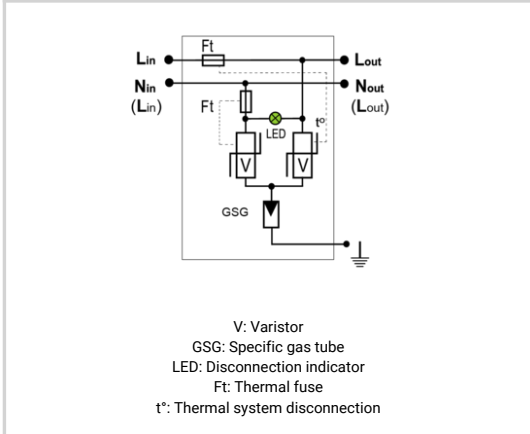 Ft
Lin
Lout
Nin
Nout
(Lin)
Ft
(Lout)
t°
LED
V
V
GSG
V: Varistor
GSG: Specific gas tube
LED: Disconnection indicator
Ft: Thermal fuse
t°: Thermal system disconnection